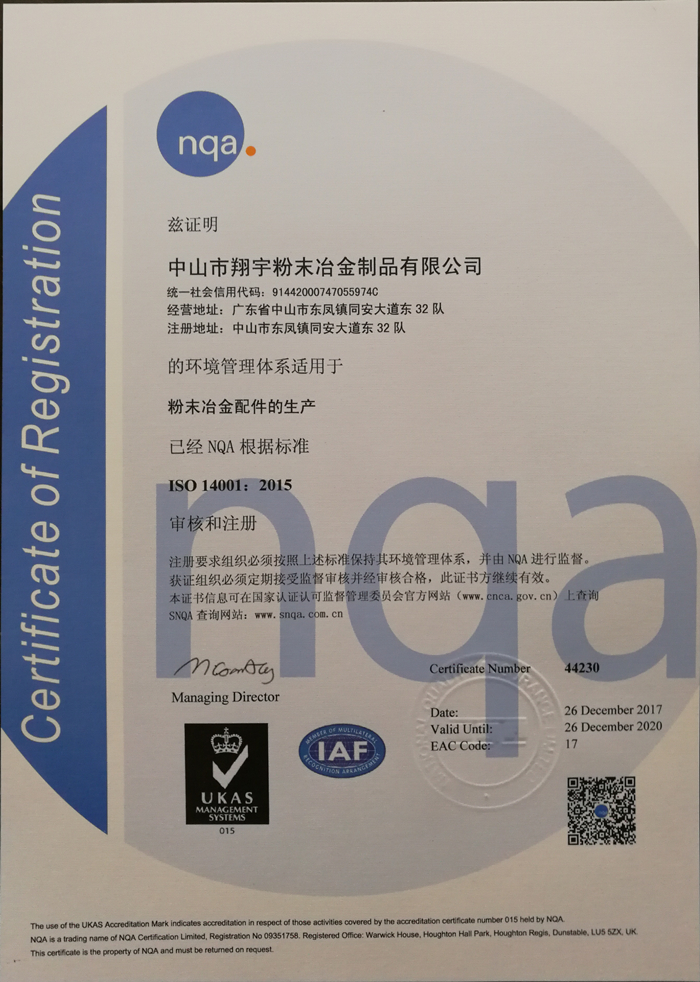 Certificate of Registration
nqa.
兹证明
中山市翔宇粉末冶金制品有限公司
统一社会信用代码：91442000747055974C
经营地址：广东省中山市东凤镇同安大道东 32 队
注册地址：中山市东凤镇同安大道东 32 队
的环境管理体系适用于
粉末冶金配件的生产
已经 NQA 根据标准
ISO 14001：2015
审核和注册
nqa
注册要求组织必须按照上述标准保持其环境管理体系，并由 NQA 进行监督。
获证组织必须定期接受监督审核并经审核合格，此证书方继续有效。
本证书信息可在国家认证认可监督管理委员会官方网站（www.cnca.gov.cn）上查询
SNQA 查询网站：www.snqa.com.cn
Managing Director
Certificate Number 44230
Date: 26 December 2017
Valid Until: 26 December 2020
EAC Code: 17
UKAS
MANAGEMENT
SYSTEMS
015
MEMBER OF MULTILATERAL
IAF
RECOGNITION ARRANGEMENT
The use of the UKAS Accreditation Mark indicates accreditation in respect of those activities covered by the accreditation certificate number 015 held by NQA.
NQA is a trading name of NQA Certification Limited, Registration No 09351758. Registered Office: Warwick House, Houghton Hall Park, Houghton Regis, Dunstable, LU5 5ZX, UK.
This certificate is the property of NQA and must be returned on request.